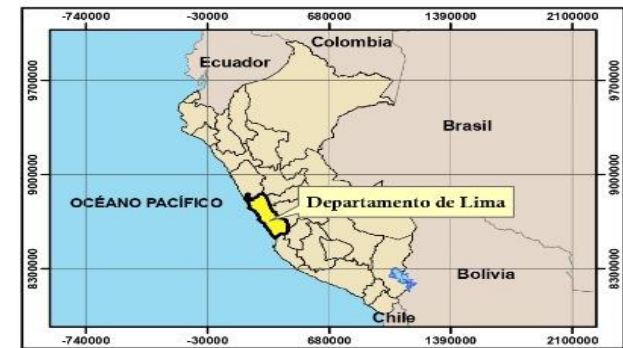 -740000 -30000 680000 1390000 2100000
Colombia
Ecuador
9700000 9700000
Brasil
9000000 9000000
OCÉANO PACÍFICO
Departamento de Lima
8300000 8300000
Bolivia
Chile
-740000 -30000 680000 1390000 2100000